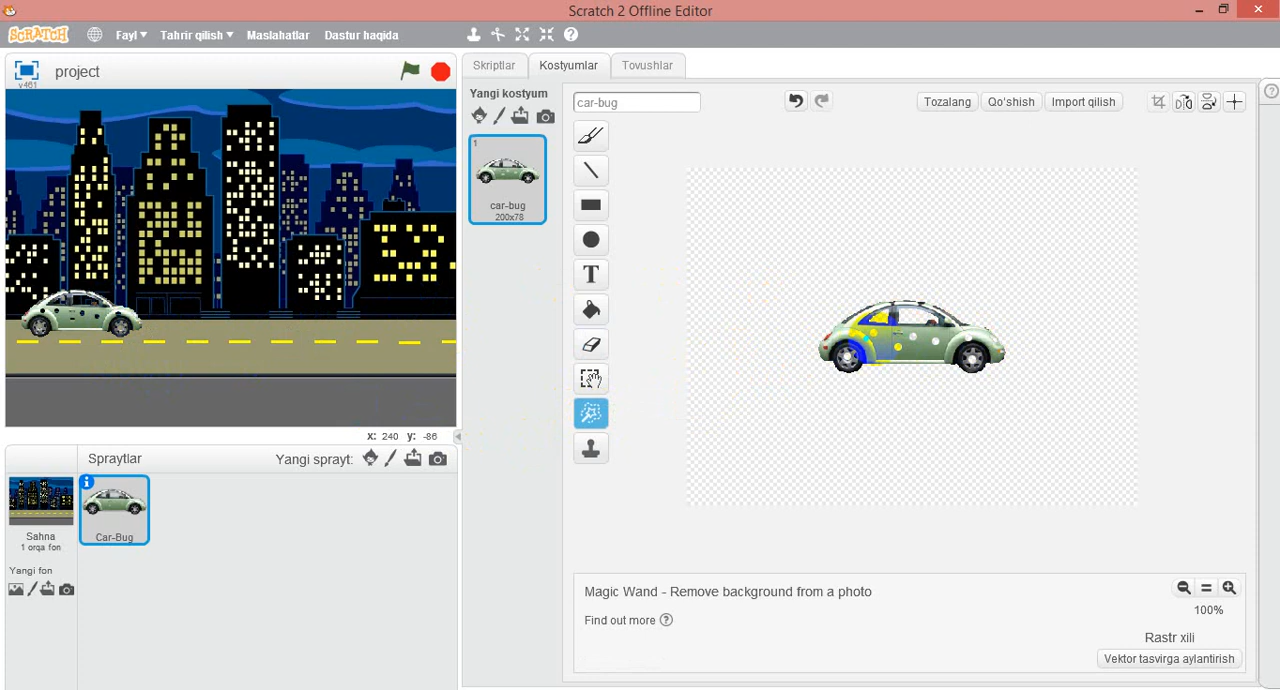 Scratch 2 Offline Editor
SCRATCH
Fayl
Tahrir qilish
Maslahatlar
Dastur haqida
project
v461
Skriptlar
Kostyumlar
Tovushlar
Yangi kostyum
1
car-bug
200x78
car-bug
Tozalang
Qo'shish
Import qilish
T
x: 240 y: -86
Spraytlar
Yangi sprayt:
Sahna
1 orqa fon
Yangi fon
Car-Bug
Magic Wand - Remove background from a photo
Find out more
100%
Rastr xili
Vektor tasvirga aylantirish